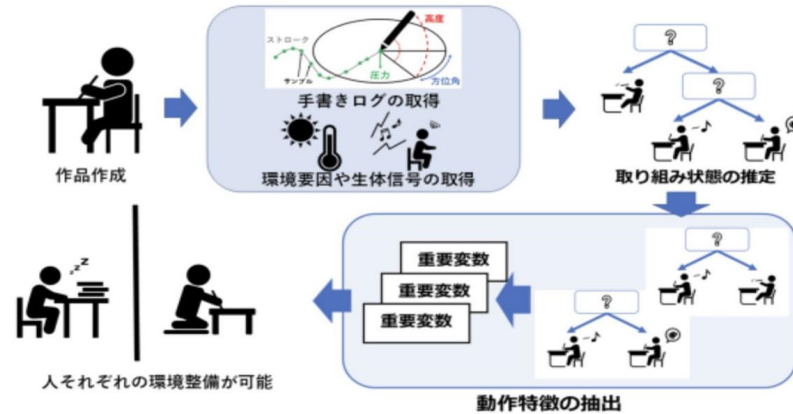 作品作成
ストローク
サンプル
高度
圧力
方位角
手書きログの取得
環境要因や生体信号の取得
?
?
取り組み状態の推定
?
?
重要変数
重要変数
重要変数
動作特徴の抽出
zzZ
人それぞれの環境整備が可能